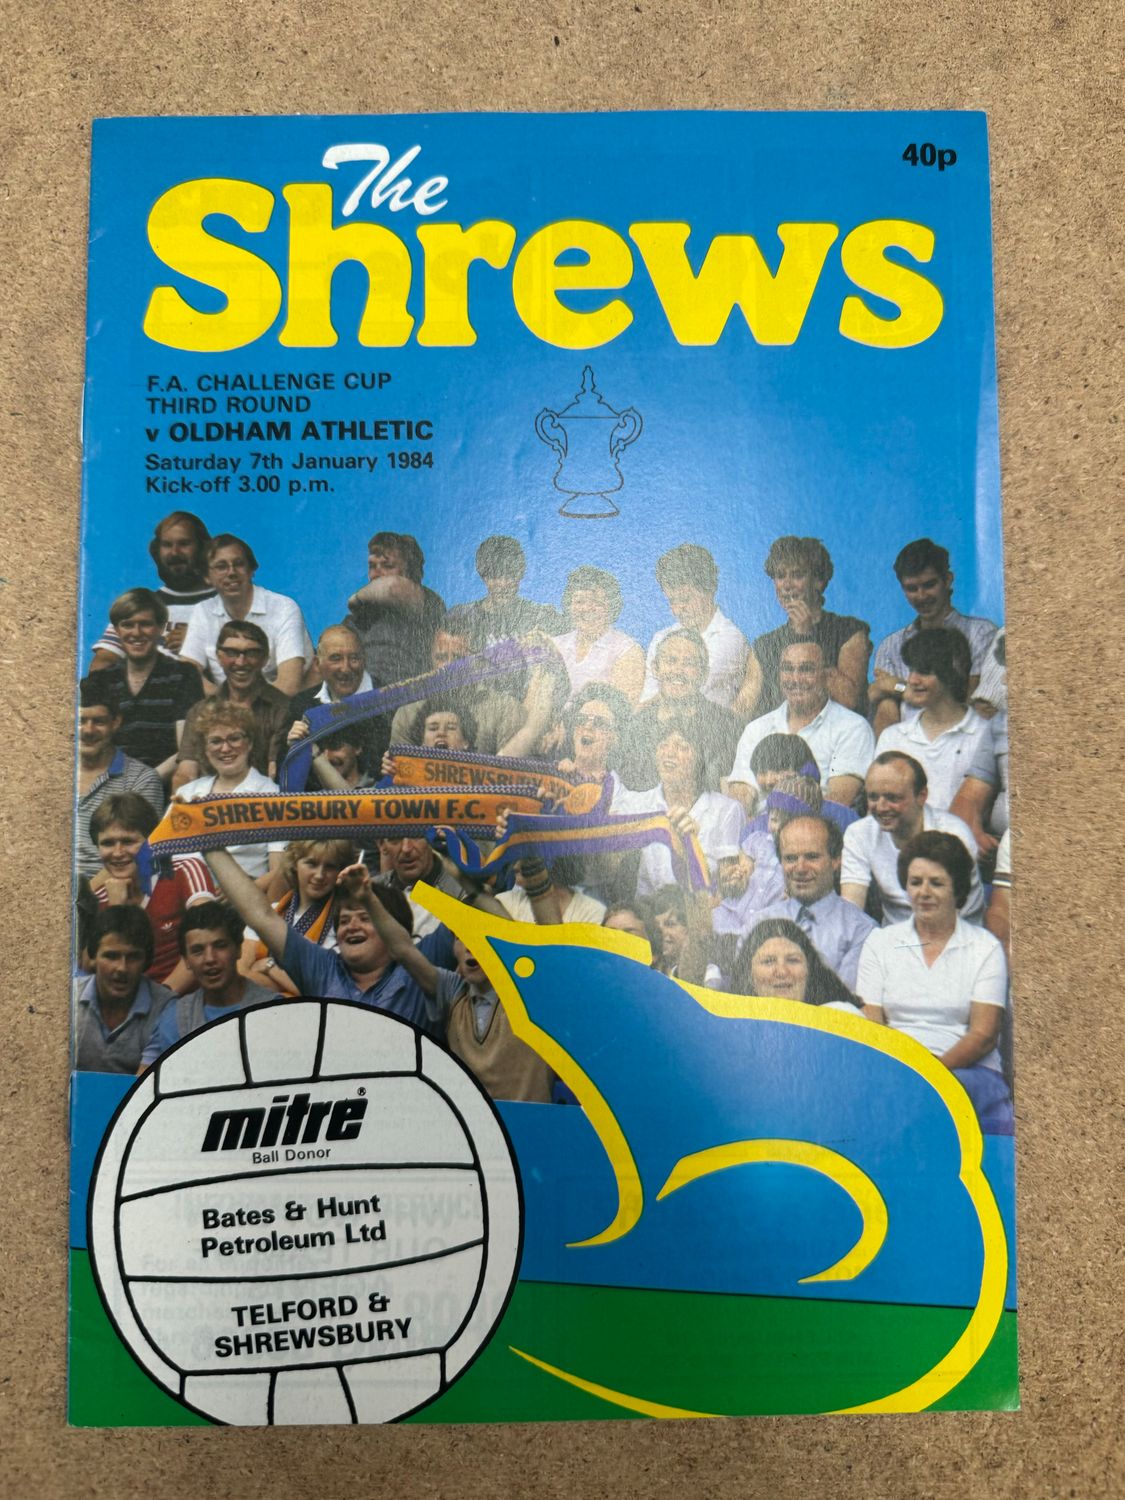 40p
The
Shrews
F.A. CHALLENGE CUP
THIRD ROUND
v OLDHAM ATHLETIC
Saturday 7th January 1984
Kick-off 3.00 p.m.
SHREWSBURY
SHREWSBURY TOWN F.C.
mitre®
Ball Donor
Bates & Hunt
Petroleum Ltd
TELFORD &
SHREWSBURY